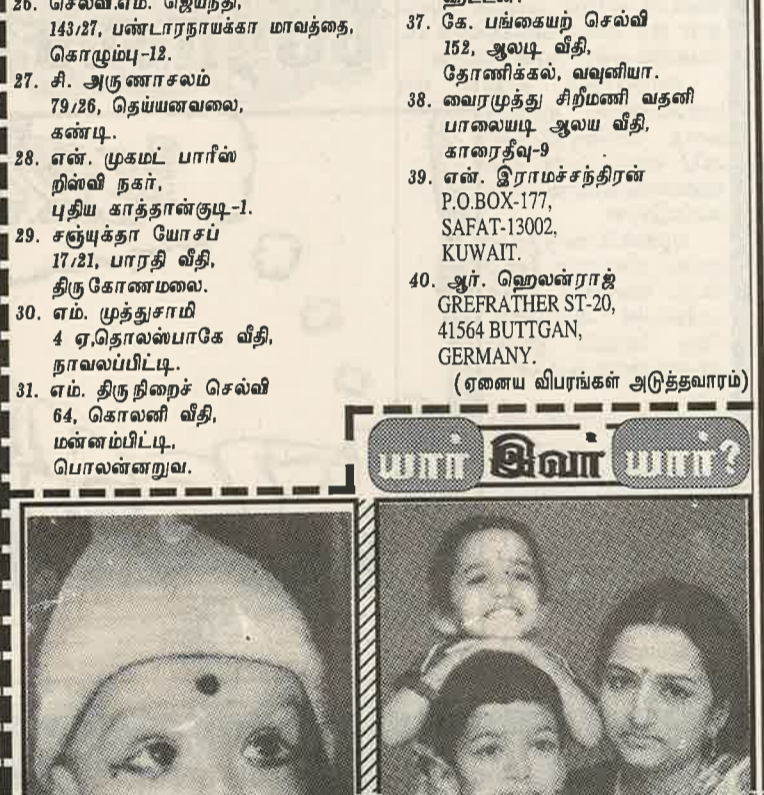 26. செல்வி.எம். ஜெயந்தி,
143/27, பண்டாரநாயக்கா மாவத்தை,
கொழும்பு-12.
27. சி. அருணாசலம்
79/26, தெய்யனவலை,
கண்டி.
28. என். முகமட் பாரீஸ்
றிஸ்வி நகர்,
புதிய காத்தான்குடி-1.
29. சஞ்யுக்தா யோசப்
17/21, பாரதி வீதி,
திருகோணமலை.
30. எம். முத்துசாமி
4 ஏ,தொலஸ்பாகே வீதி,
நாவலப்பிட்டி.
31. எம். திருநிறைச் செல்வி
64, கொலனி வீதி,
மன்னம்பிட்டி,
பொலன்னறுவ.
37. கே. பங்கையற் செல்வி
152, ஆலடி வீதி,
தோணிக்கல், வவுனியா.
38. வைரமுத்து சிறீமணி வதனி
பாலையடி ஆலய வீதி,
காரைதீவு-9
39. என். இராமச்சந்திரன்
P.O.BOX-177,
SAFAT-13002,
KUWAIT.
40. ஆர். ஹெலன்ராஜ்
GREFRATHER ST-20,
41564 BUTTGAN,
GERMANY.
(ஏனைய விபரங்கள் அடுத்தவாரம்)
யார் இவர் யார்?